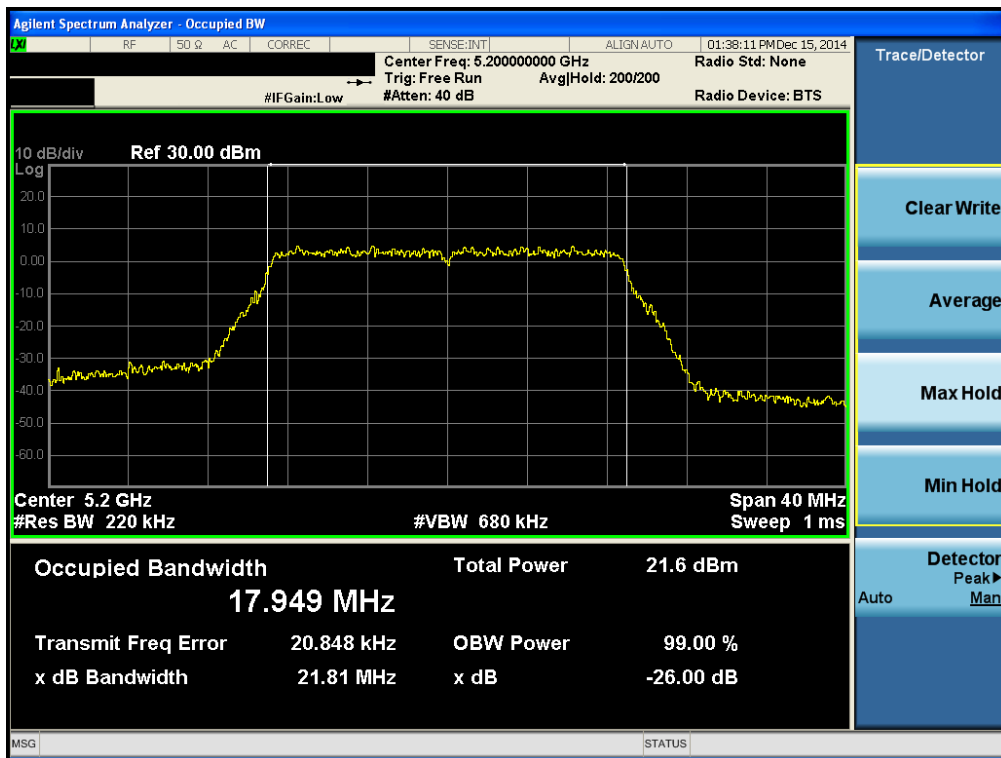 Agilent Spectrum Analyzer - Occupied BW
LXI RF 50 Ω AC CORREC SENSE:INT ALIGN AUTO 01:38:11 PM Dec 15, 2014
Center Freq: 5.200000000 GHz Radio Std: None
Trig: Free Run Avg|Hold: 200/200
#IFGain:Low #Atten: 40 dB Radio Device: BTS
10 dB/div Ref 30.00 dBm
Log
20.0
10.0
0.00
-10.0
-20.0
-30.0
-40.0
-50.0
-60.0
Center 5.2 GHz Span 40 MHz
#Res BW 220 kHz #VBW 680 kHz Sweep 1 ms
Occupied Bandwidth Total Power 21.6 dBm
17.949 MHz
Transmit Freq Error 20.848 kHz OBW Power 99.00 %
x dB Bandwidth 21.81 MHz x dB -26.00 dB
MSG STATUS
Trace/Detector
Clear Write
Average
Max Hold
Min Hold
Detector
Peak▶
Auto Man